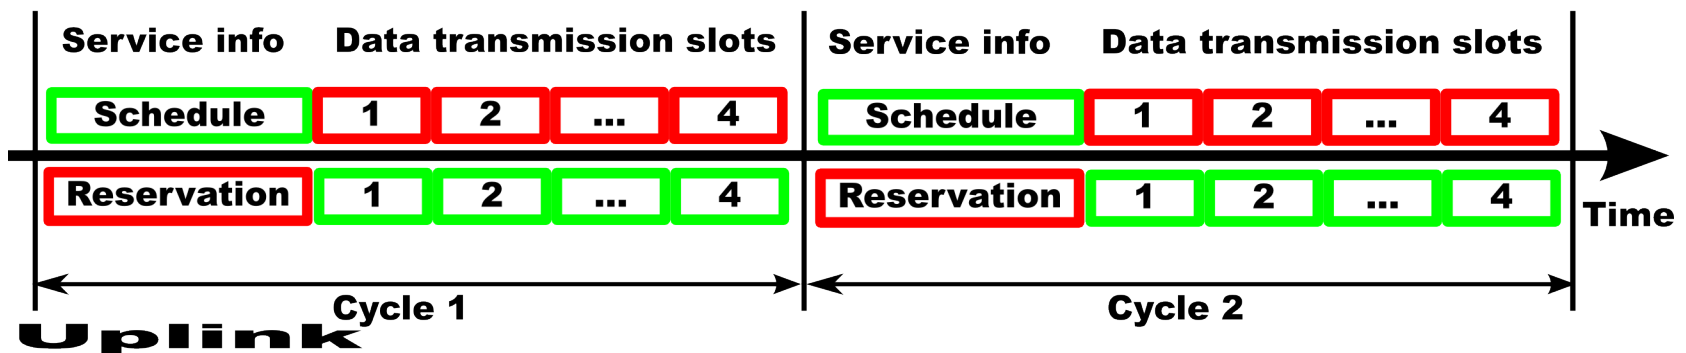 Service info Data transmission slots Service info Data transmission slots
Schedule 1 2 ... 4 Schedule 1 2 ... 4
Reservation 1 2 ... 4 Reservation 1 2 ... 4
Time
Cycle 1 Cycle 2
Uplink